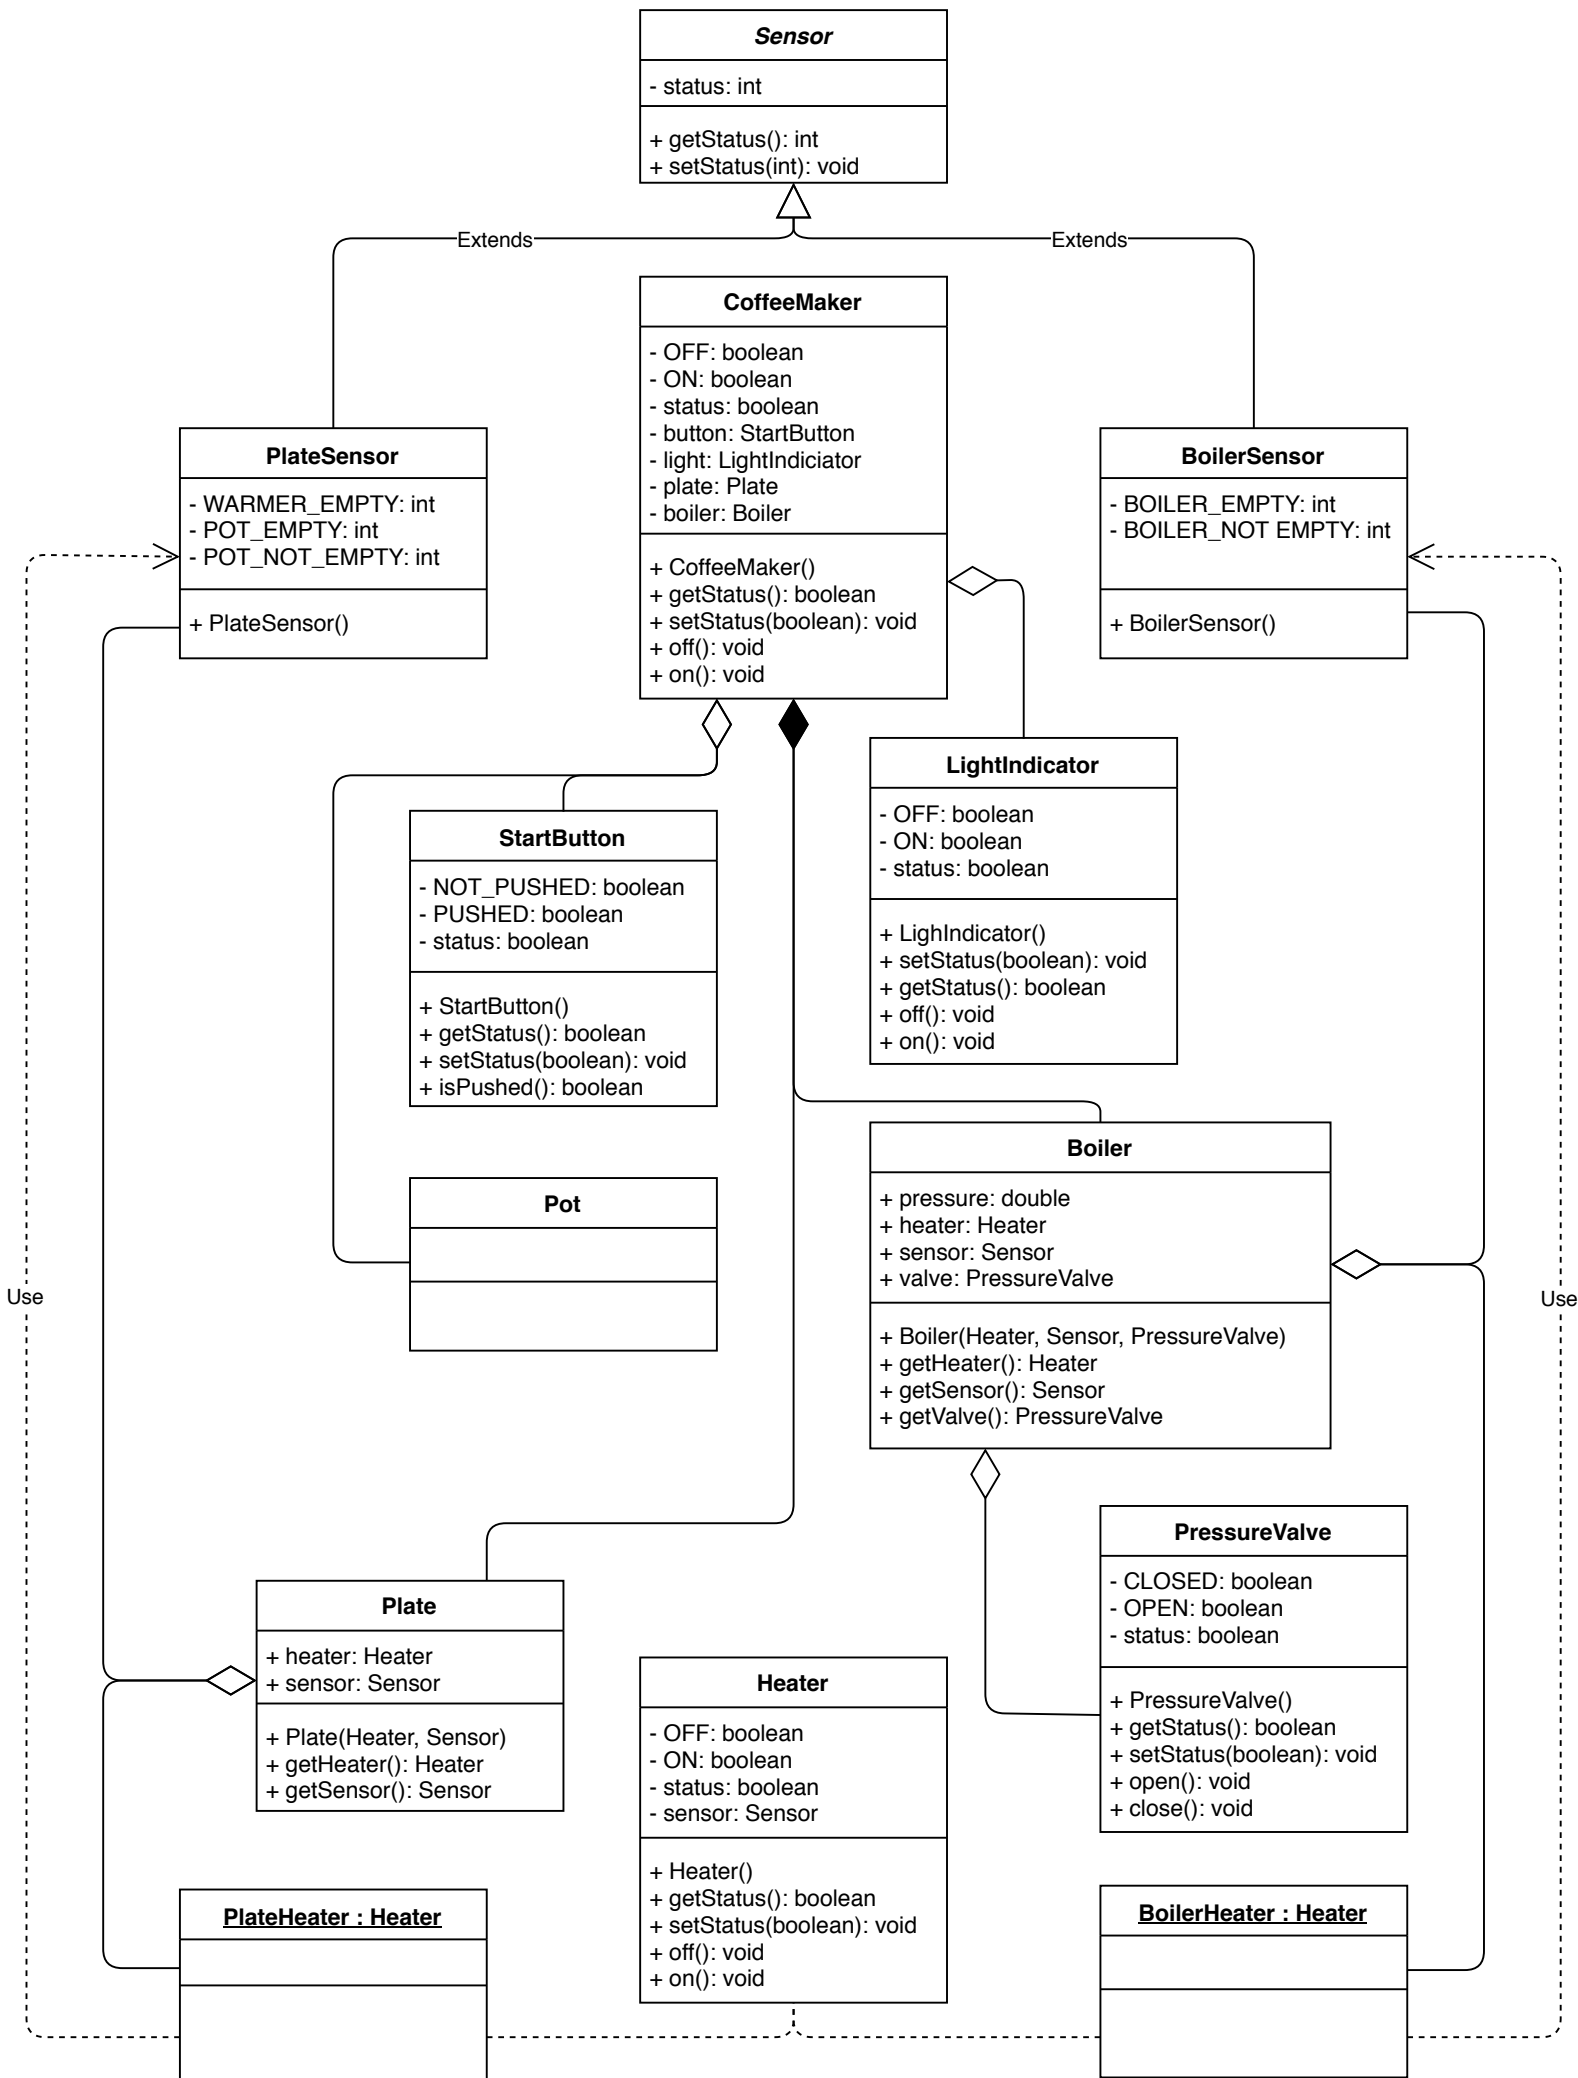 Sensor
- status: int
+ getStatus(): int
+ setStatus(int): void
Extends
Extends
CoffeeMaker
- OFF: boolean
- ON: boolean
- status: boolean
- button: StartButton
- light: LightIndiciator
- plate: Plate
- boiler: Boiler
+ CoffeeMaker()
+ getStatus(): boolean
+ setStatus(boolean): void
+ off(): void
+ on(): void
PlateSensor
- WARMER_EMPTY: int
- POT_EMPTY: int
- POT_NOT_EMPTY: int
+ PlateSensor()
BoilerSensor
- BOILER_EMPTY: int
- BOILER_NOT EMPTY: int
+ BoilerSensor()
LightIndicator
- OFF: boolean
- ON: boolean
- status: boolean
+ LighIndicator()
+ setStatus(boolean): void
+ getStatus(): boolean
+ off(): void
+ on(): void
StartButton
- NOT_PUSHED: boolean
- PUSHED: boolean
- status: boolean
+ StartButton()
+ getStatus(): boolean
+ setStatus(boolean): void
+ isPushed(): boolean
Boiler
+ pressure: double
+ heater: Heater
+ sensor: Sensor
+ valve: PressureValve
+ Boiler(Heater, Sensor, PressureValve)
+ getHeater(): Heater
+ getSensor(): Sensor
+ getValve(): PressureValve
Pot
Use
Use
PressureValve
- CLOSED: boolean
- OPEN: boolean
- status: boolean
+ PressureValve()
+ getStatus(): boolean
+ setStatus(boolean): void
+ open(): void
+ close(): void
Plate
+ heater: Heater
+ sensor: Sensor
+ Plate(Heater, Sensor)
+ getHeater(): Heater
+ getSensor(): Sensor
Heater
- OFF: boolean
- ON: boolean
- status: boolean
- sensor: Sensor
+ Heater()
+ getStatus(): boolean
+ setStatus(boolean): void
+ off(): void
+ on(): void
PlateHeater : Heater
BoilerHeater : Heater